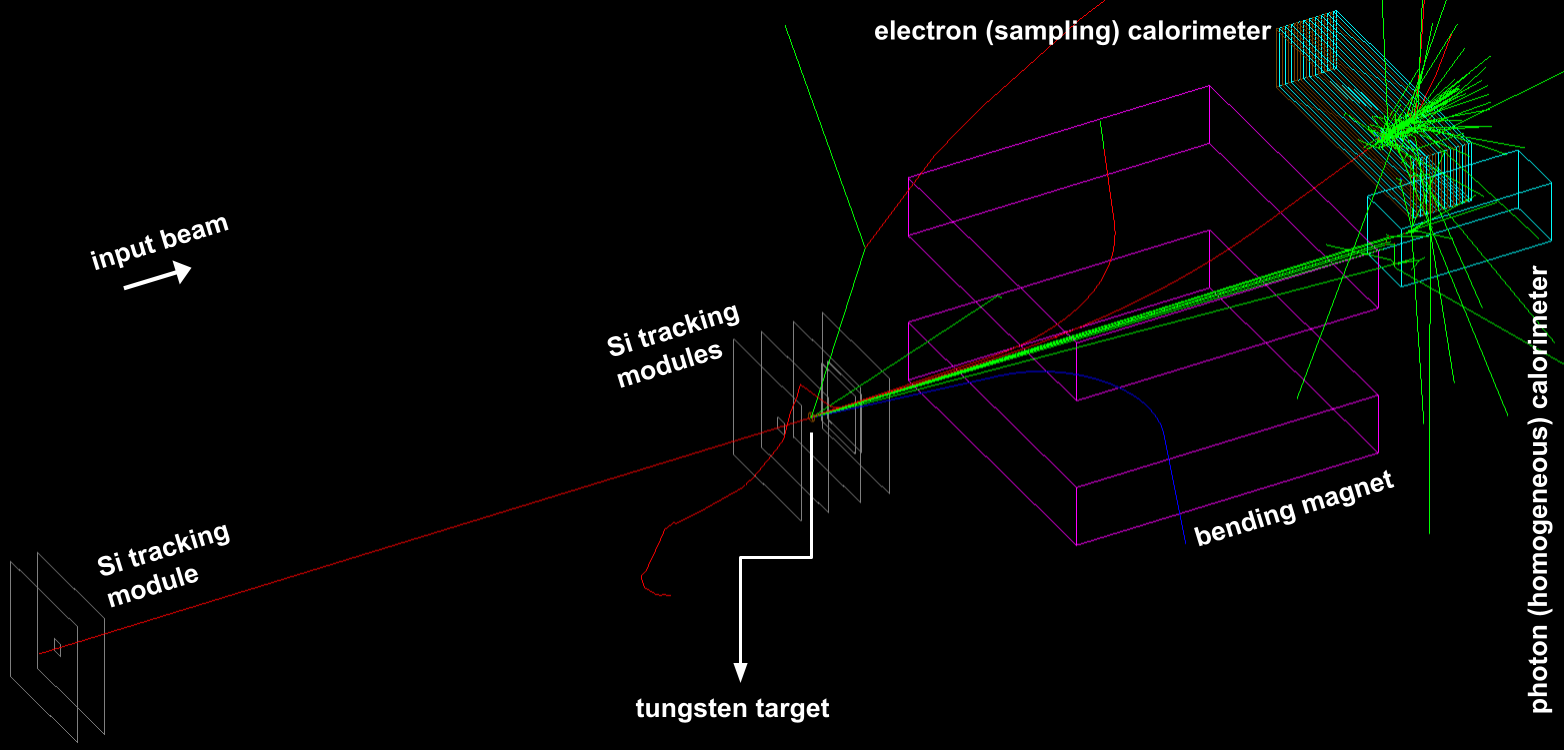 electron (sampling) calorimeter
input beam
Si tracking
modules
photon (homogeneous) calorimeter
bending magnet
Si tracking
module
tungsten target